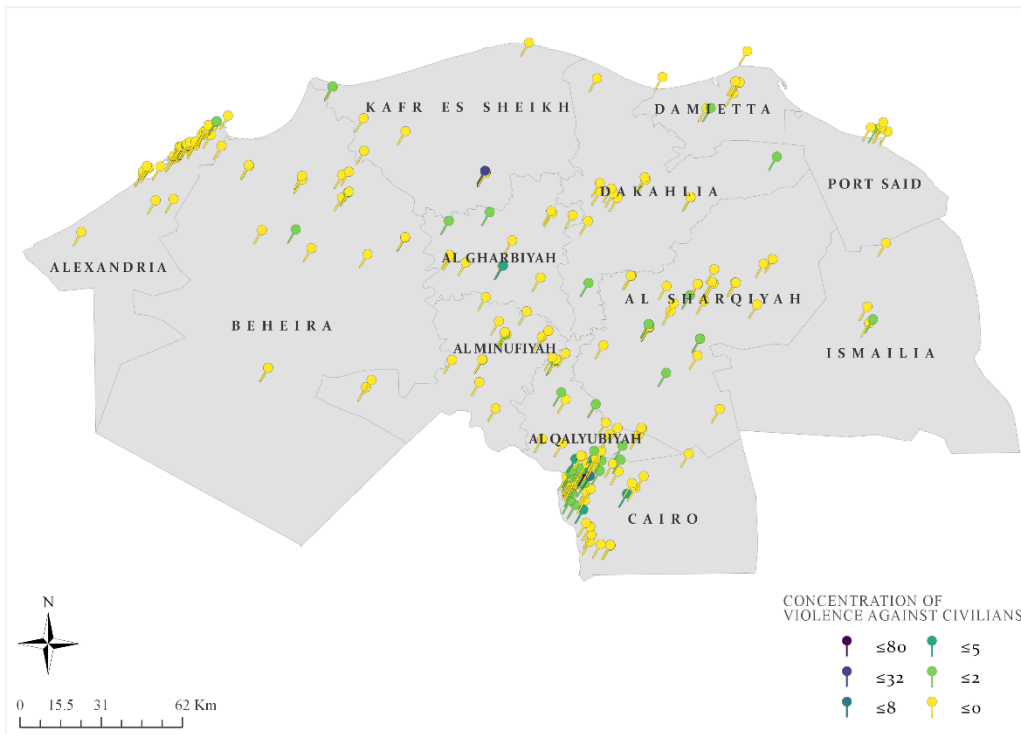 KAFR ES SHEIKH
DAMIETTA
DAKAHLIA
PORT SAID
ALEXANDRIA
AL GHARBIYAH
AL SHARQIYAH
BEHEIRA
AL MINUFIYAH
ISMAILIA
AL QALYUBIYAH
CAIRO
N
0 15.5 31 62 Km
CONCENTRATION OF
VIOLENCE AGAINST CIVILIANS
≤80 ≤5
≤32 ≤2
≤8 ≤0